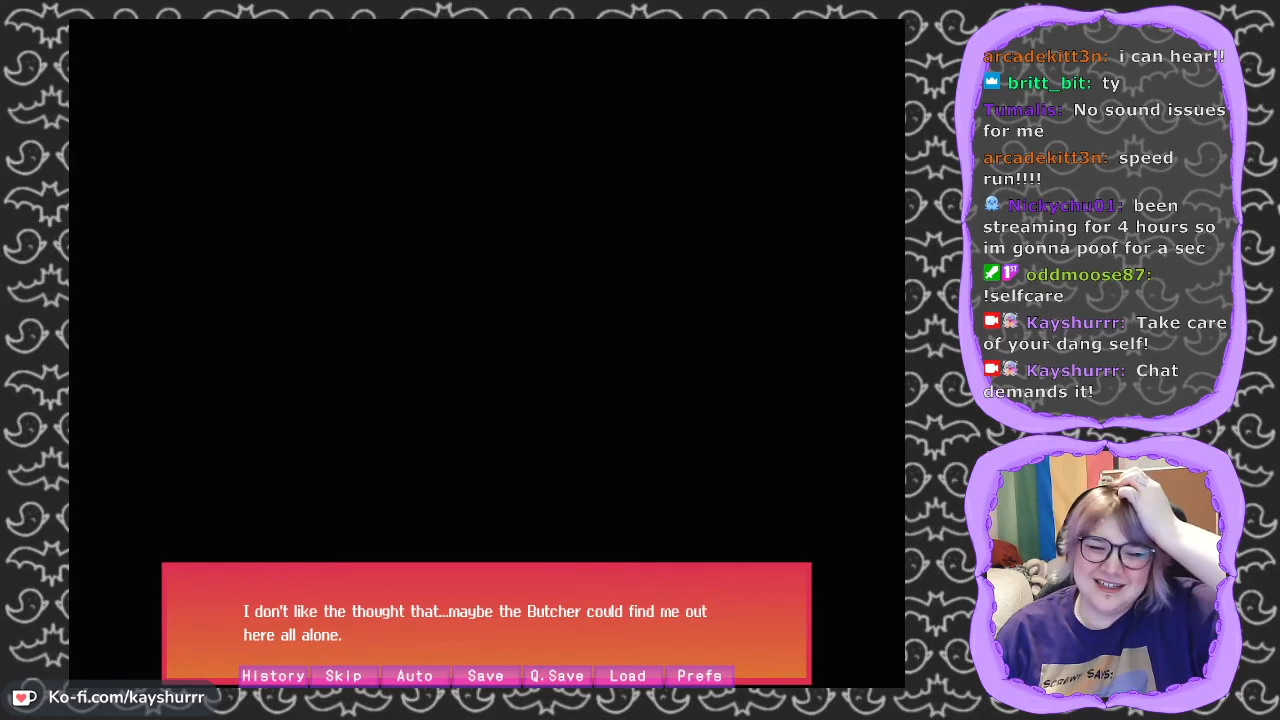 arcadekitt3n: i can hear!!
britt_bit: ty
Tumalis: No sound issues
for me
arcadekitt3n: speed
run!!!!
Nickychu01: been
streaming for 4 hours so
im gonna poof for a sec
1ST oddmoose87:
!selfcare
Kayshurrr: Take care
of your dang self!
Kayshurrr: Chat
demands it!
I don't like the thought that...maybe the Butcher could find me out
here all alone.
History Skip Auto Save Q.Save Load Prefs
SCREWY SAYS:
Ko-fi.com/kayshurrr